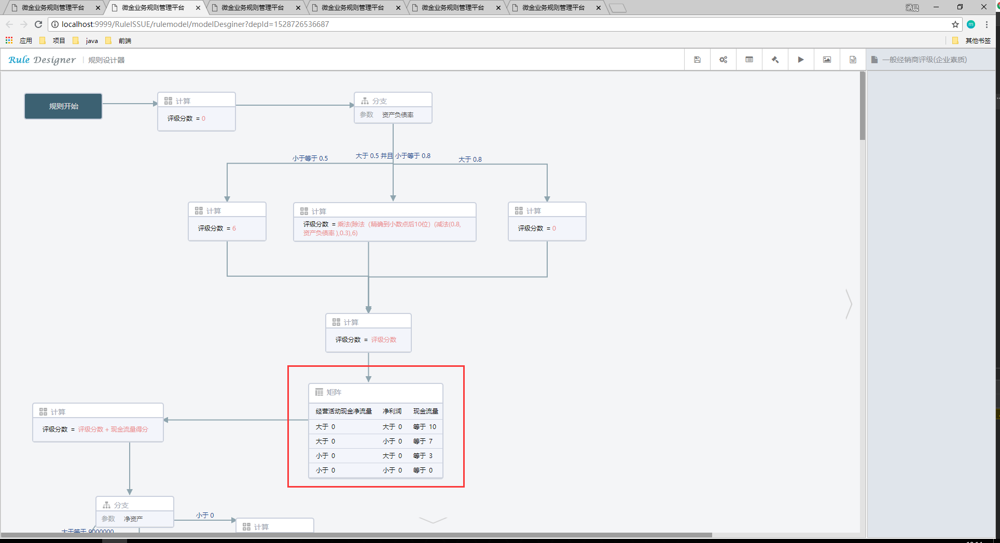 微金业务规则管理平台
微金业务规则管理平台
微金业务规则管理平台
微金业务规则管理平台
微金业务规则管理平台
微金业务规则管理平台
涵晨
localhost:9999/RuleISSUE/rulemodel/modelDesginer?depId=1528726536687
m
应用
项目
java
前端
其他书签
Rule Designer
规则设计器
一般经销商评级(企业素质)
规则开始
计算
评级分数 = 0
分支
参数 资产负债率
小于等于 0.5
大于 0.5 并且 小于等于 0.8
大于 0.8
计算
评级分数 = 6
计算
评级分数 = 乘法(除法（精确到小数点后10位）(减法(0.8,
资产负债率 ),0.3),6)
计算
评级分数 = 0
计算
评级分数 = 评级分数
矩阵
经营活动现金净流量 净利润 现金流量
大于 0 大于 0 等于 10
大于 0 小于 0 等于 7
小于 0 大于 0 等于 3
小于 0 小于 0 等于 0
计算
评级分数 = 评级分数 + 现金流量得分
分支
参数 净资产
小于 0
大于等于 9000000
计算